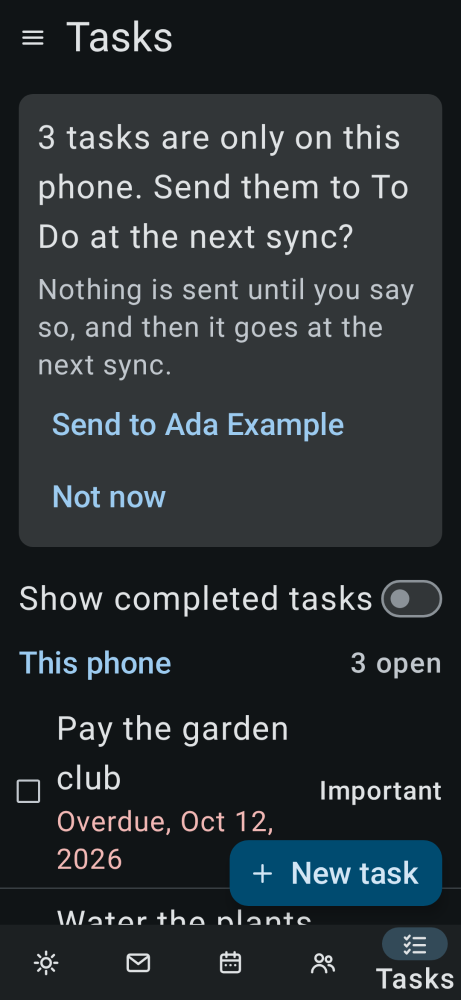 Tasks
3 tasks are only on this
phone. Send them to To
Do at the next sync?
Nothing is sent until you say
so, and then it goes at the
next sync.
Send to Ada Example
Not now
Show completed tasks
This phone
3 open
Pay the garden
club
Important
Overdue, Oct 12,
2026
+ New task
Water the plants
Tasks